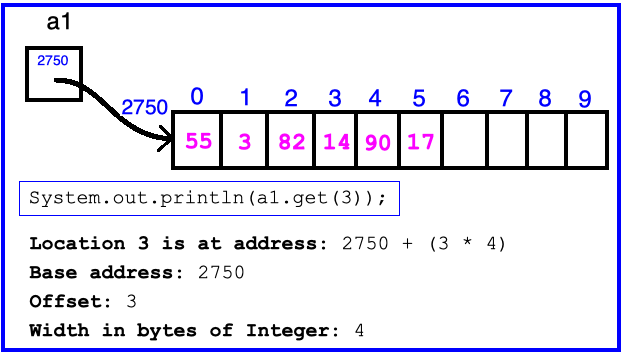 a1
2750
2750
0 1 2 3 4 5 6 7 8 9
55 3 82 14 90 17
System.out.println(a1.get(3));
Location 3 is at address: 2750 + (3 * 4)
Base address: 2750
Offset: 3
Width in bytes of Integer: 4